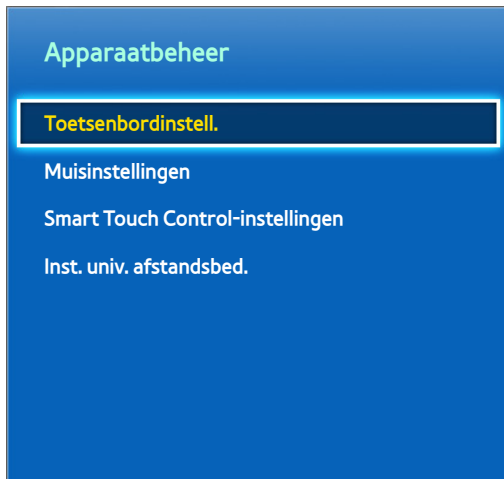 Apparaatbeheer
Toetsenbordinstell.
Muisinstellingen
Smart Touch Control-instellingen
Inst. univ. afstandsbed.